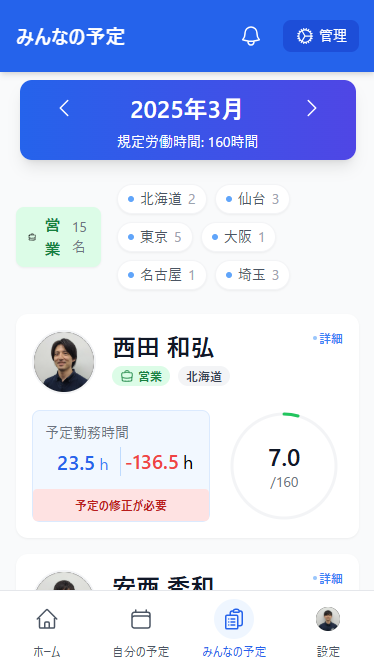 みんなの予定
管理
2025年3月
規定労働時間: 160時間
営業
15名
北海道 2
仙台 3
東京 5
大阪 1
名古屋 1
埼玉 3
西田 和弘
詳細
営業
北海道
予定勤務時間
23.5 h
-136.5 h
予定の修正が必要
7.0
/160
詳細
ホーム
自分の予定
みんなの予定
設定